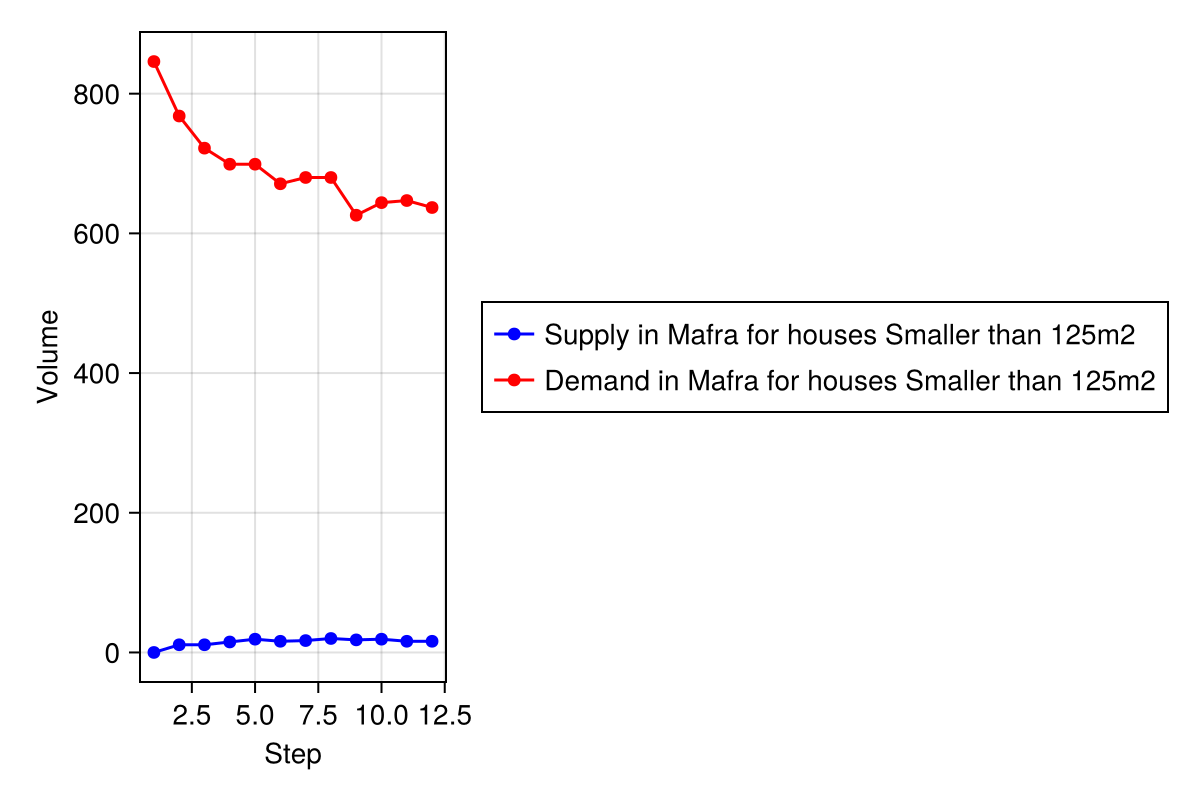 800
600
400
200
0
Volume
2.5 5.0 7.5 10.0 12.5
Step
Supply in Mafra for houses Smaller than 125m2
Demand in Mafra for houses Smaller than 125m2